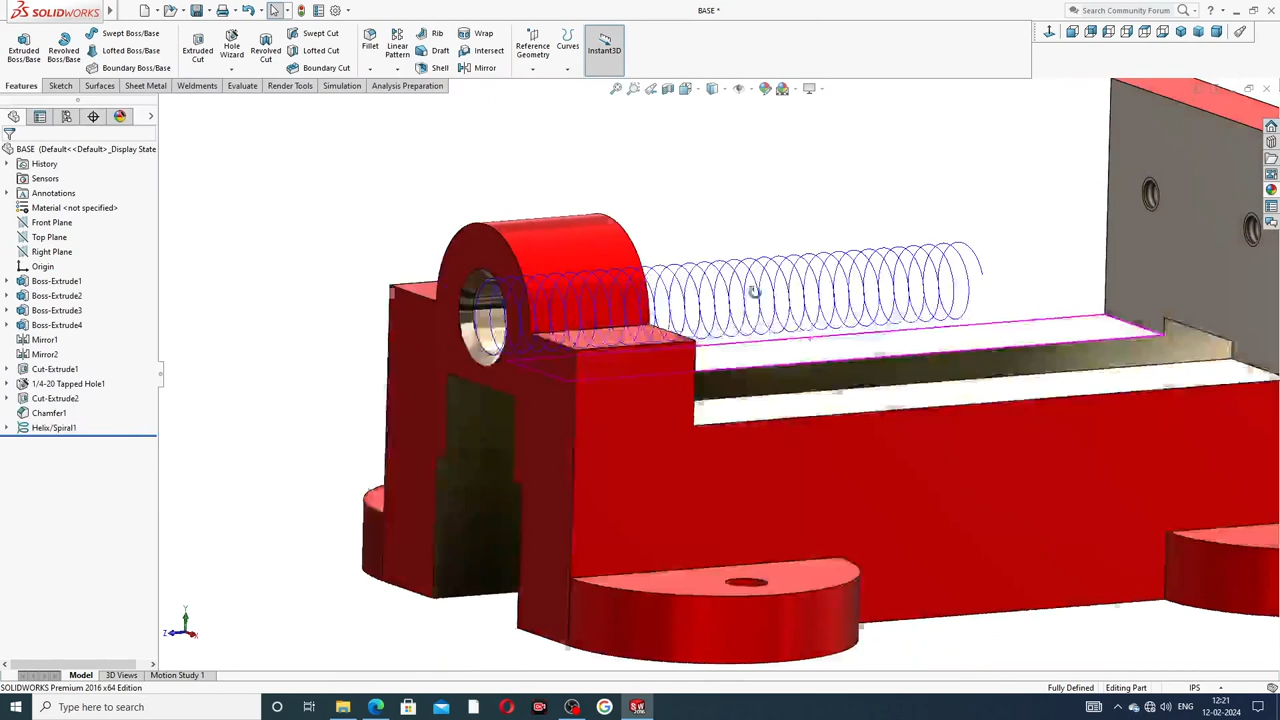 SOLIDWORKS
BASE *
Search Community Forum
Extruded Boss/Base
Revolved Boss/Base
Swept Boss/Base
Lofted Boss/Base
Boundary Boss/Base
Extruded Cut
Hole Wizard
Revolved Cut
Swept Cut
Lofted Cut
Boundary Cut
Fillet
Linear Pattern
Rib
Draft
Shell
Wrap
Intersect
Mirror
Reference Geometry
Curves
Instant3D
Features
Sketch
Surfaces
Sheet Metal
Weldments
Evaluate
Render Tools
Simulation
Analysis Preparation
BASE (Default<<Default>_Display State
History
Sensors
Annotations
Material <not specified>
Front Plane
Top Plane
Right Plane
Origin
Boss-Extrude1
Boss-Extrude2
Boss-Extrude3
Boss-Extrude4
Mirror1
Mirror2
Cut-Extrude1
1/4-20 Tapped Hole1
Cut-Extrude2
Chamfer1
Helix/Spiral1
Y
Z
X
Model
3D Views
Motion Study 1
SOLIDWORKS Premium 2016 x64 Edition
Fully Defined
Editing Part
IPS
Type here to search
ENG
12:21
12-02-2024